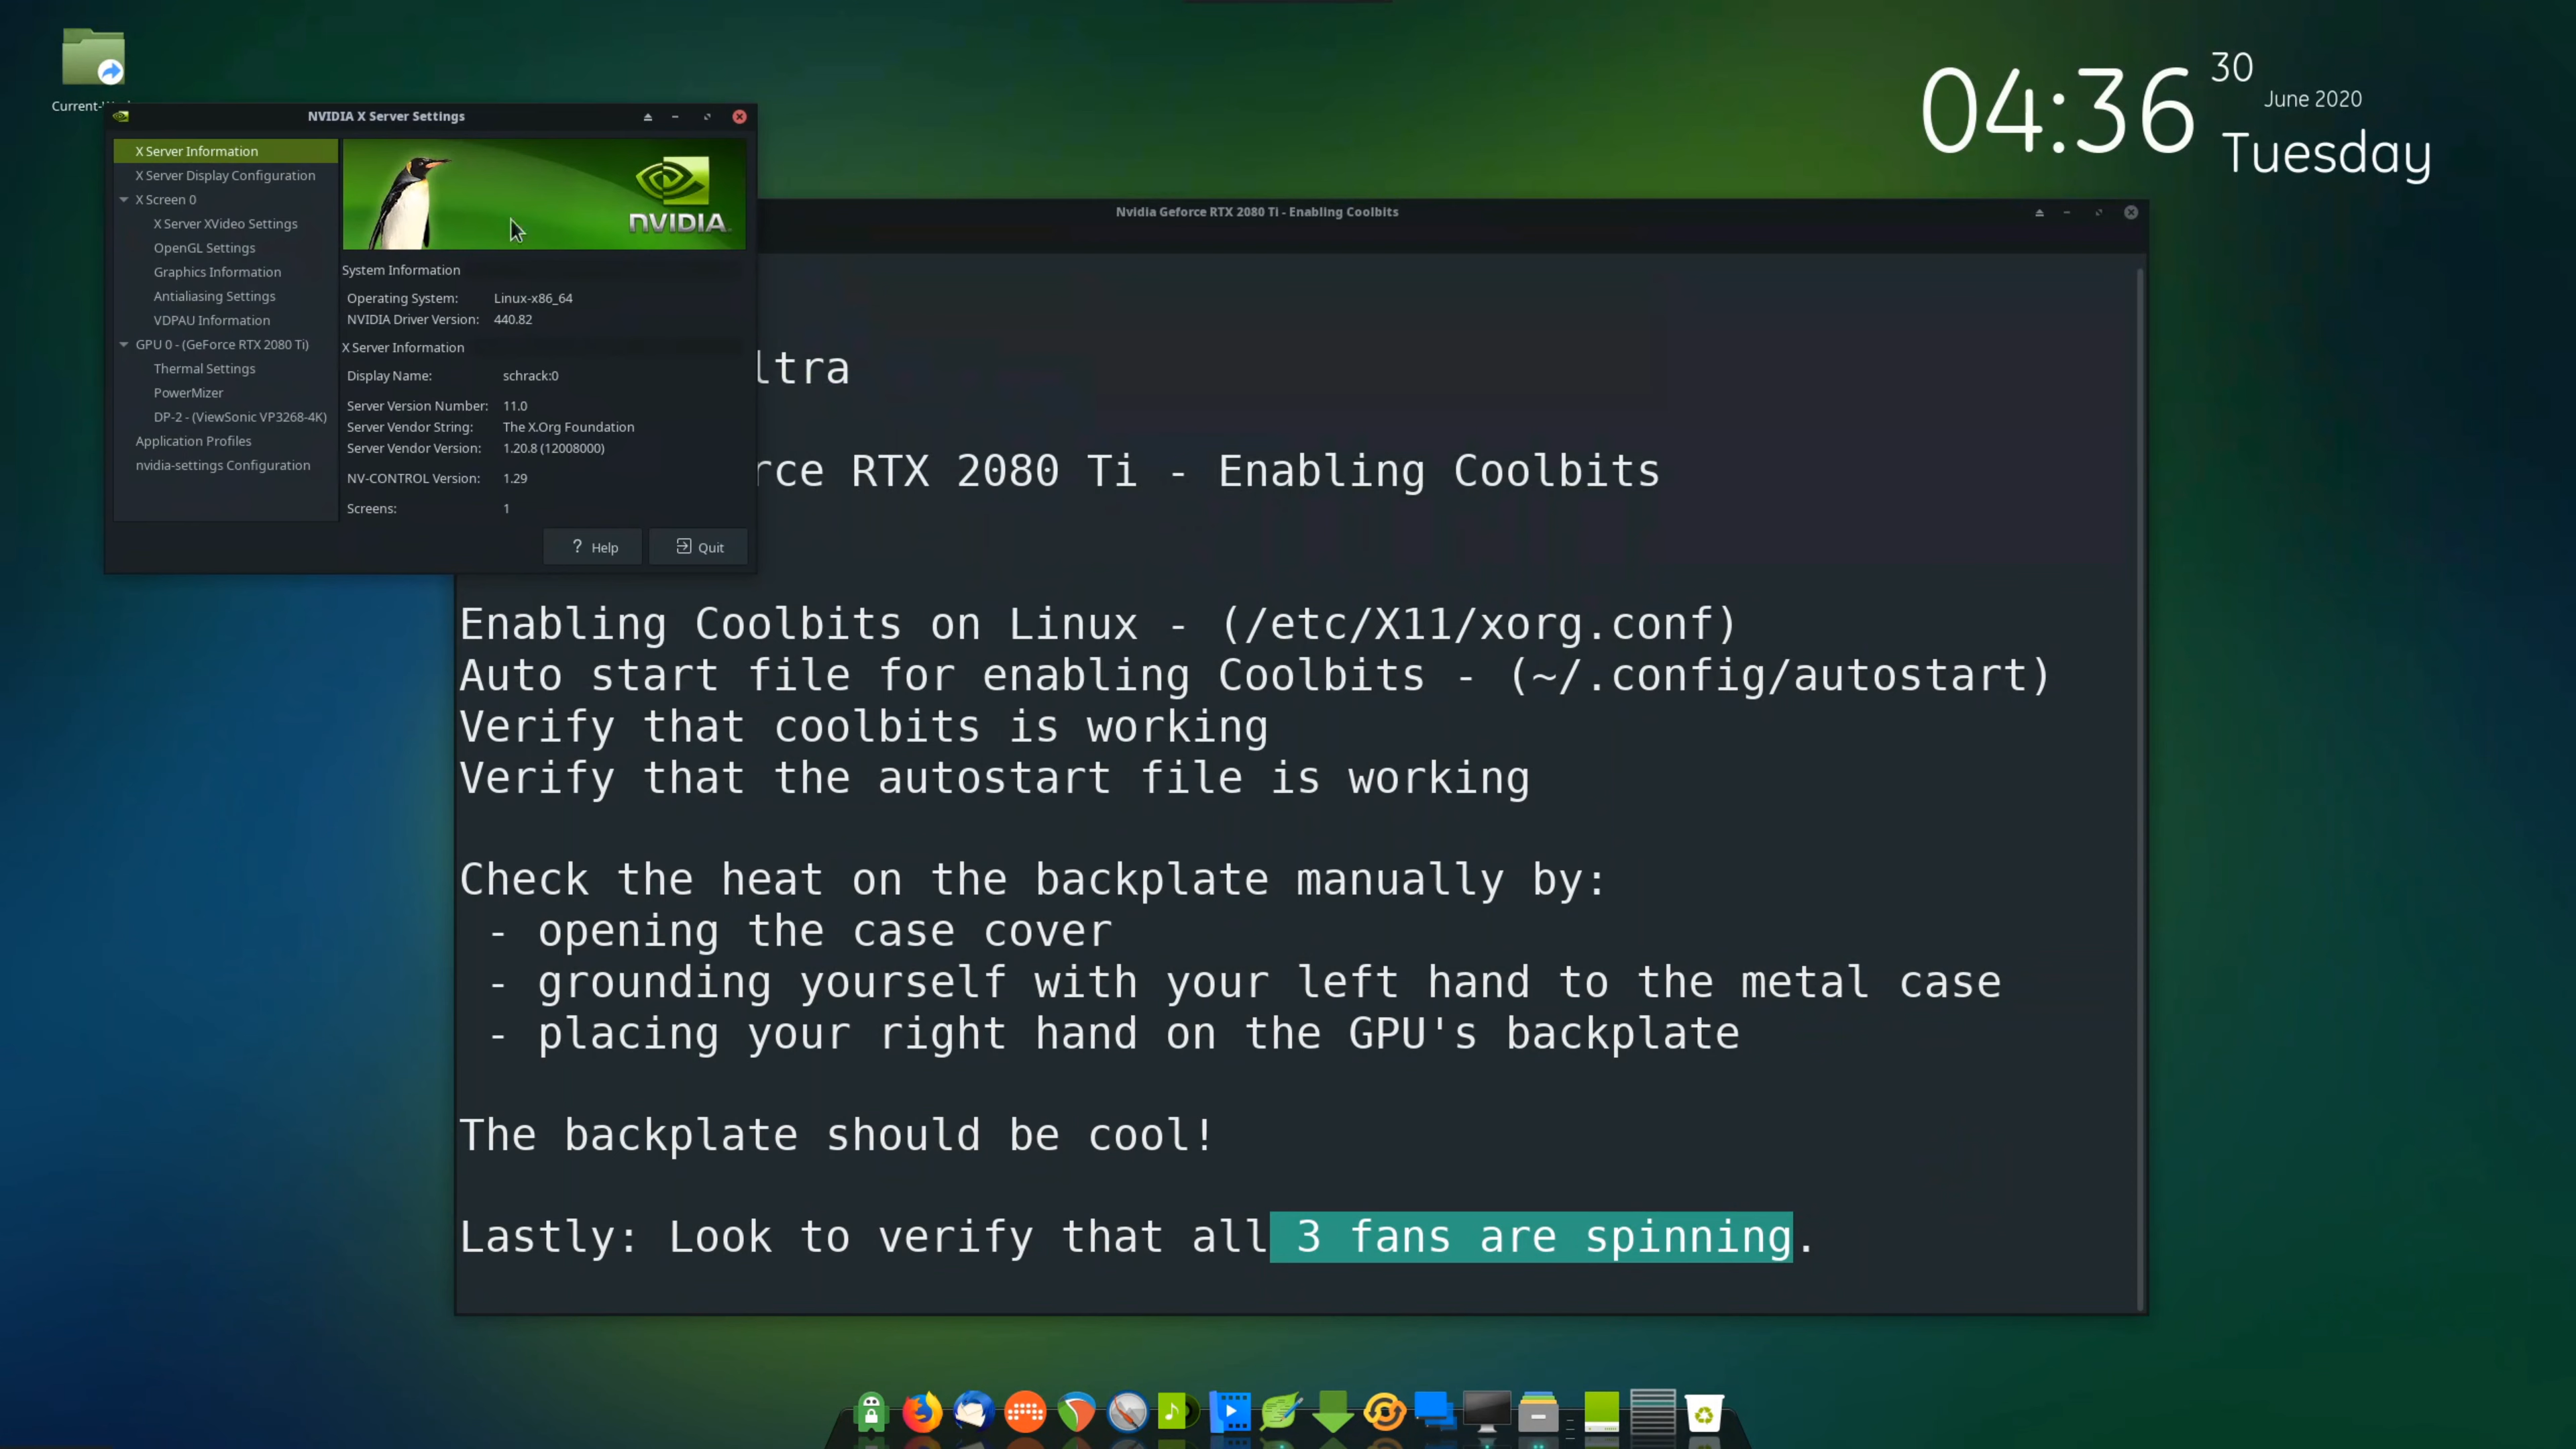 Current-
04:36
30
June 2020
Tuesday
NVIDIA X Server Settings
X Server Information
X Server Display Configuration
X Screen 0
X Server XVideo Settings
OpenGL Settings
Graphics Information
Antialiasing Settings
VDPAU Information
GPU 0 - (GeForce RTX 2080 Ti)
Thermal Settings
PowerMizer
DP-2 - (ViewSonic VP3268-4K)
Application Profiles
nvidia-settings Configuration
NVIDIA
System Information
Operating System: Linux-x86_64
NVIDIA Driver Version: 440.82
X Server Information
Display Name: schrack:0
Server Version Number: 11.0
Server Vendor String: The X.Org Foundation
Server Vendor Version: 1.20.8 (12008000)
NV-CONTROL Version: 1.29
Screens: 1
? Help
Quit
Nvidia Geforce RTX 2080 Ti - Enabling Coolbits
ltra
rce RTX 2080 Ti - Enabling Coolbits
Enabling Coolbits on Linux - (/etc/X11/xorg.conf)
Auto start file for enabling Coolbits - (~/.config/autostart)
Verify that coolbits is working
Verify that the autostart file is working
Check the heat on the backplate manually by:
- opening the case cover
- grounding yourself with your left hand to the metal case
- placing your right hand on the GPU's backplate
The backplate should be cool!
Lastly: Look to verify that all 3 fans are spinning.